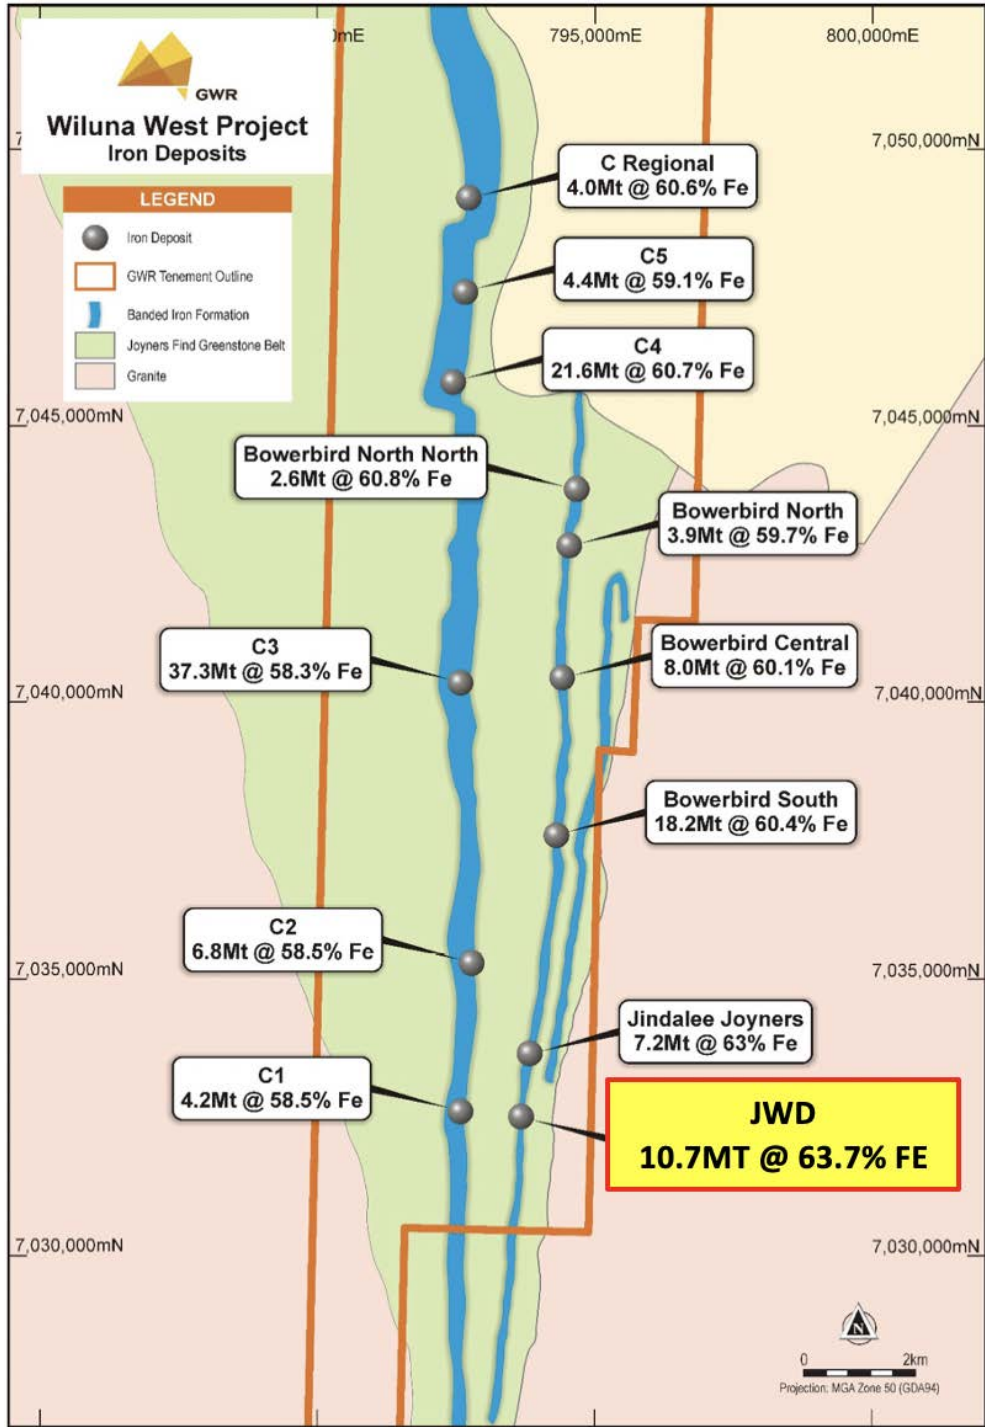 0mE
795,000mE
800,000mE
GWR
Wiluna West Project
Iron Deposits
7,050,000mN
LEGEND
Iron Deposit
GWR Tenement Outline
Banded Iron Formation
Joyners Find Greenstone Belt
Granite
C Regional
4.0Mt @ 60.6% Fe
C5
4.4Mt @ 59.1% Fe
C4
21.6Mt @ 60.7% Fe
7,045,000mN
7,045,000mN
Bowerbird North North
2.6Mt @ 60.8% Fe
Bowerbird North
3.9Mt @ 59.7% Fe
C3
37.3Mt @ 58.3% Fe
Bowerbird Central
8.0Mt @ 60.1% Fe
7,040,000mN
7,040,000mN
Bowerbird South
18.2Mt @ 60.4% Fe
C2
6.8Mt @ 58.5% Fe
7,035,000mN
7,035,000mN
Jindalee Joyners
7.2Mt @ 63% Fe
C1
4.2Mt @ 58.5% Fe
JWD
10.7MT @ 63.7% FE
7,030,000mN
7,030,000mN
N
0 2km
Projection: MGA Zone 50 (GDA94)